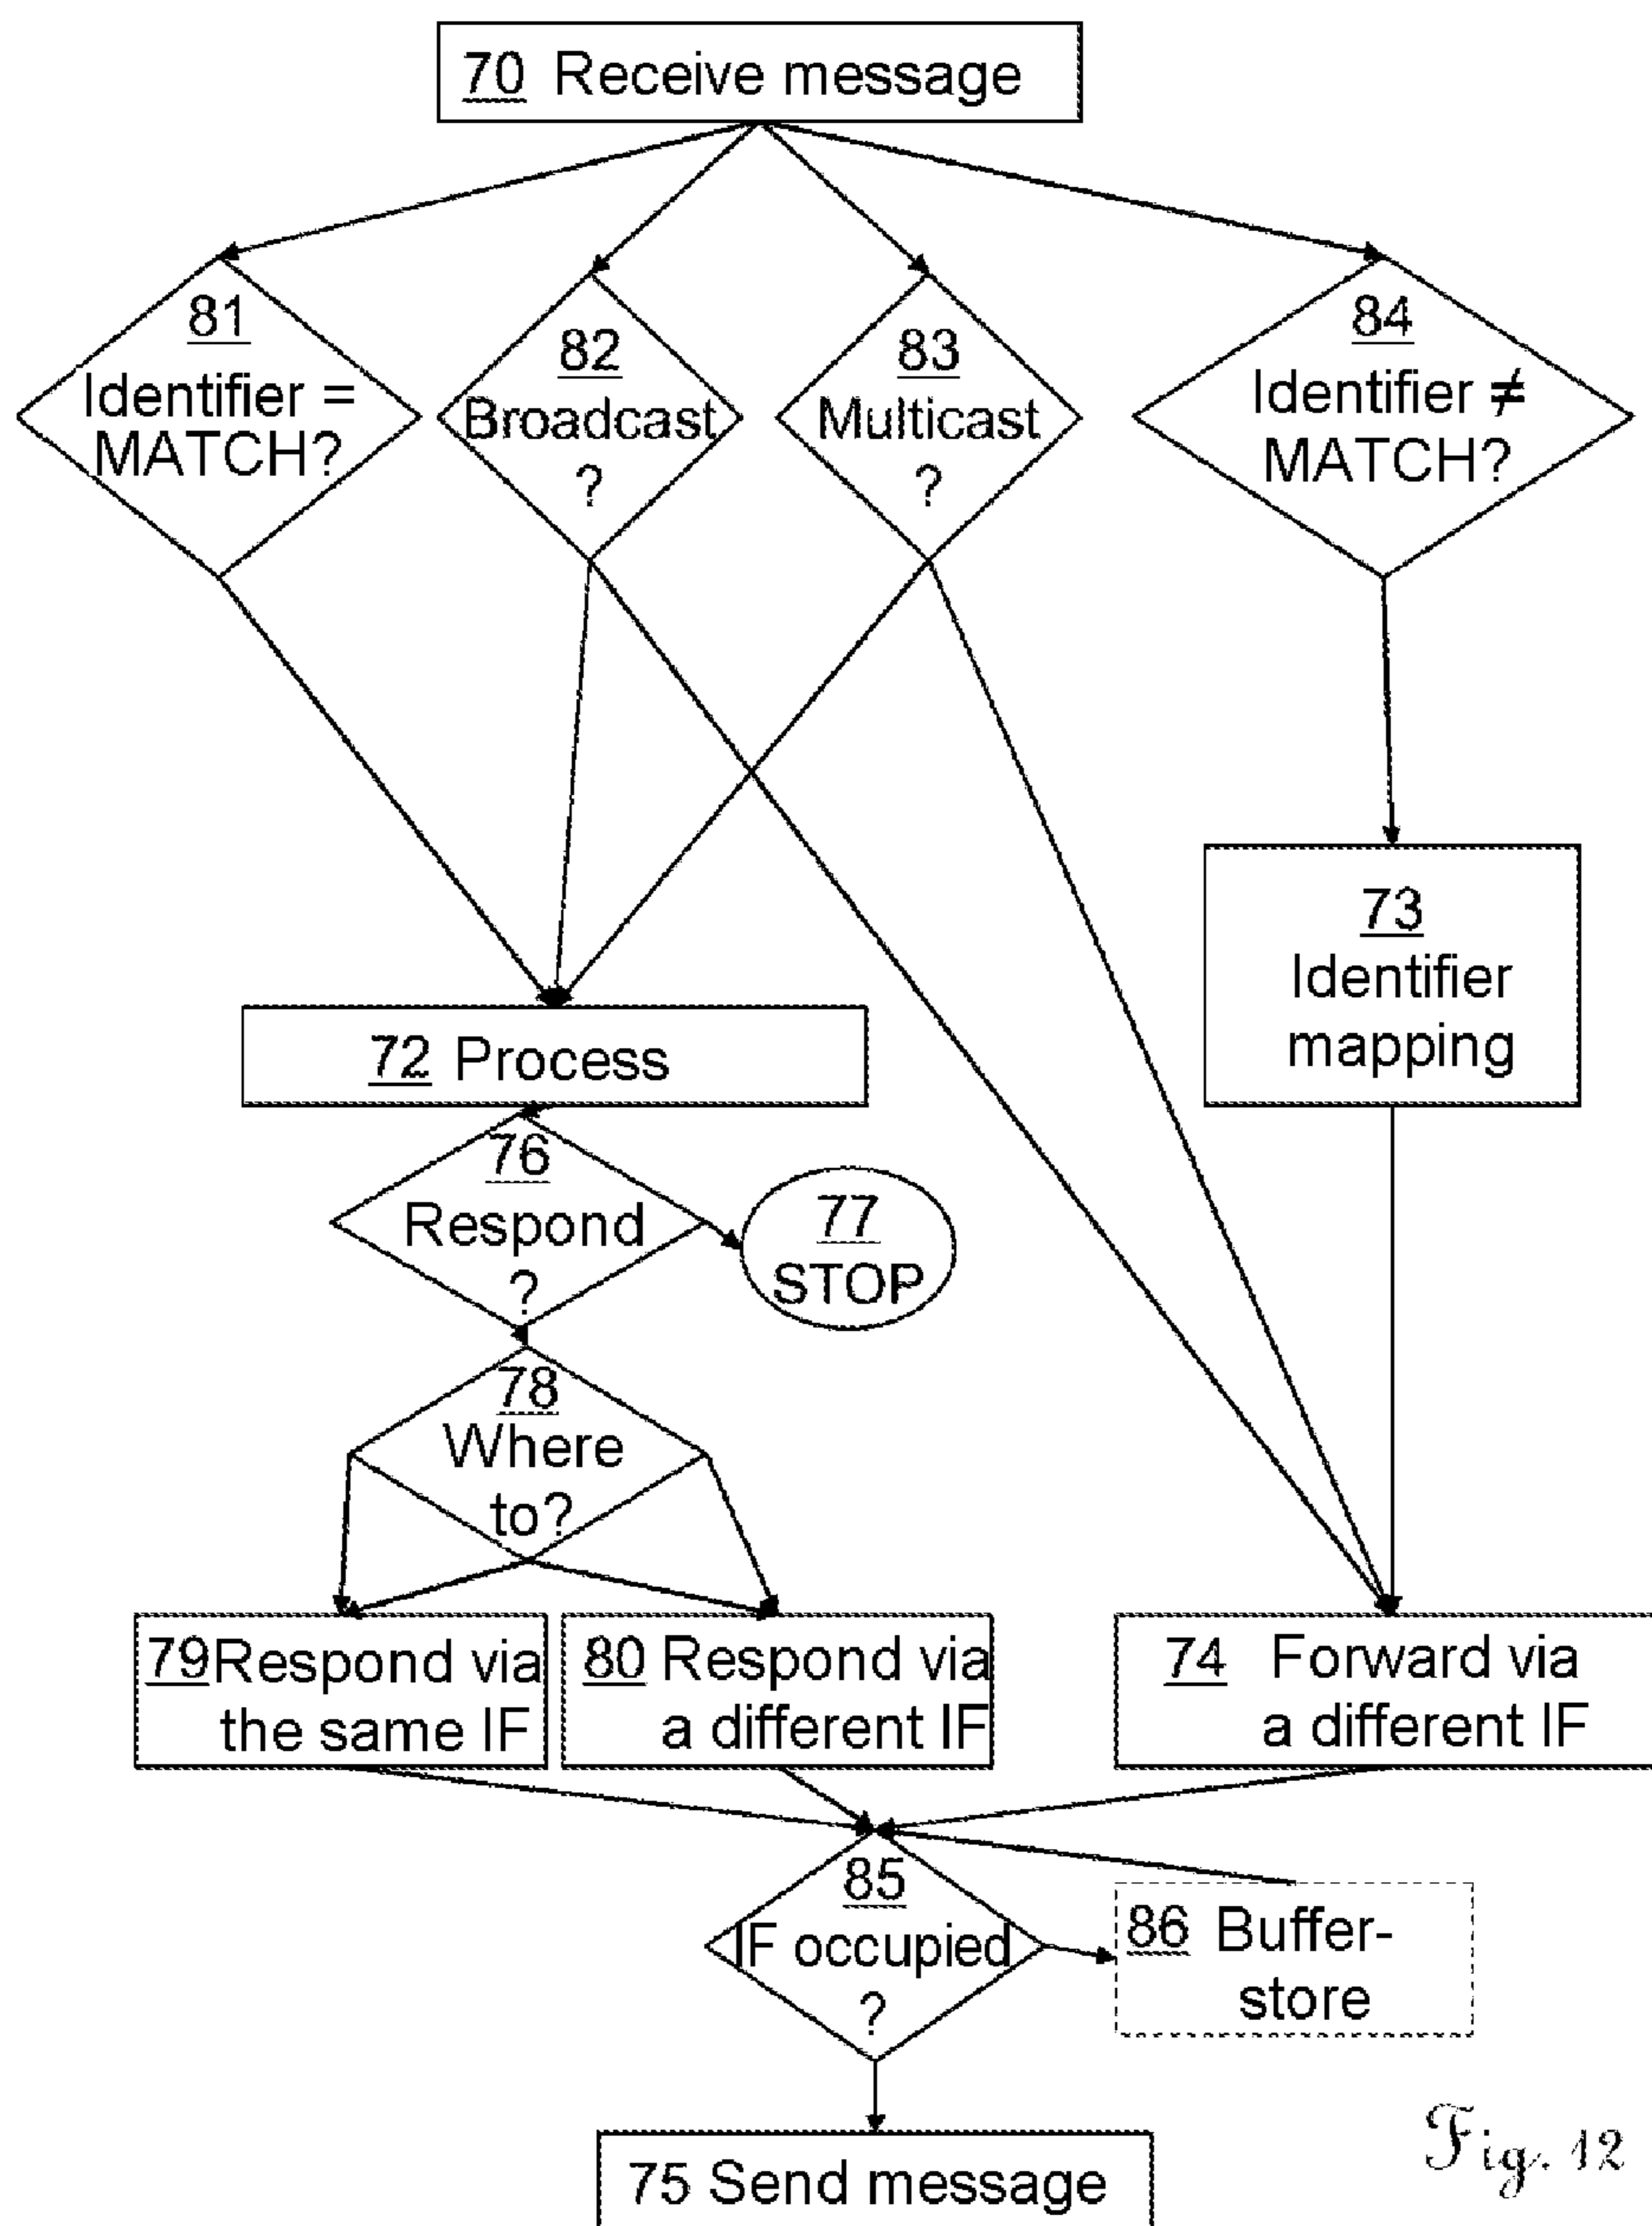 70 Receive message
81
Identifier =
MATCH?
82
Broadcast
?
83
Multicast
?
84
Identifier ≠
MATCH?
73
Identifier
mapping
72 Process
76
Respond
?
77
STOP
78
Where
to?
79 Respond via
the same IF
80 Respond via
a different IF
74 Forward via
a different IF
85
IF occupied
?
86 Buffer-
store
75 Send message
Fig. 12